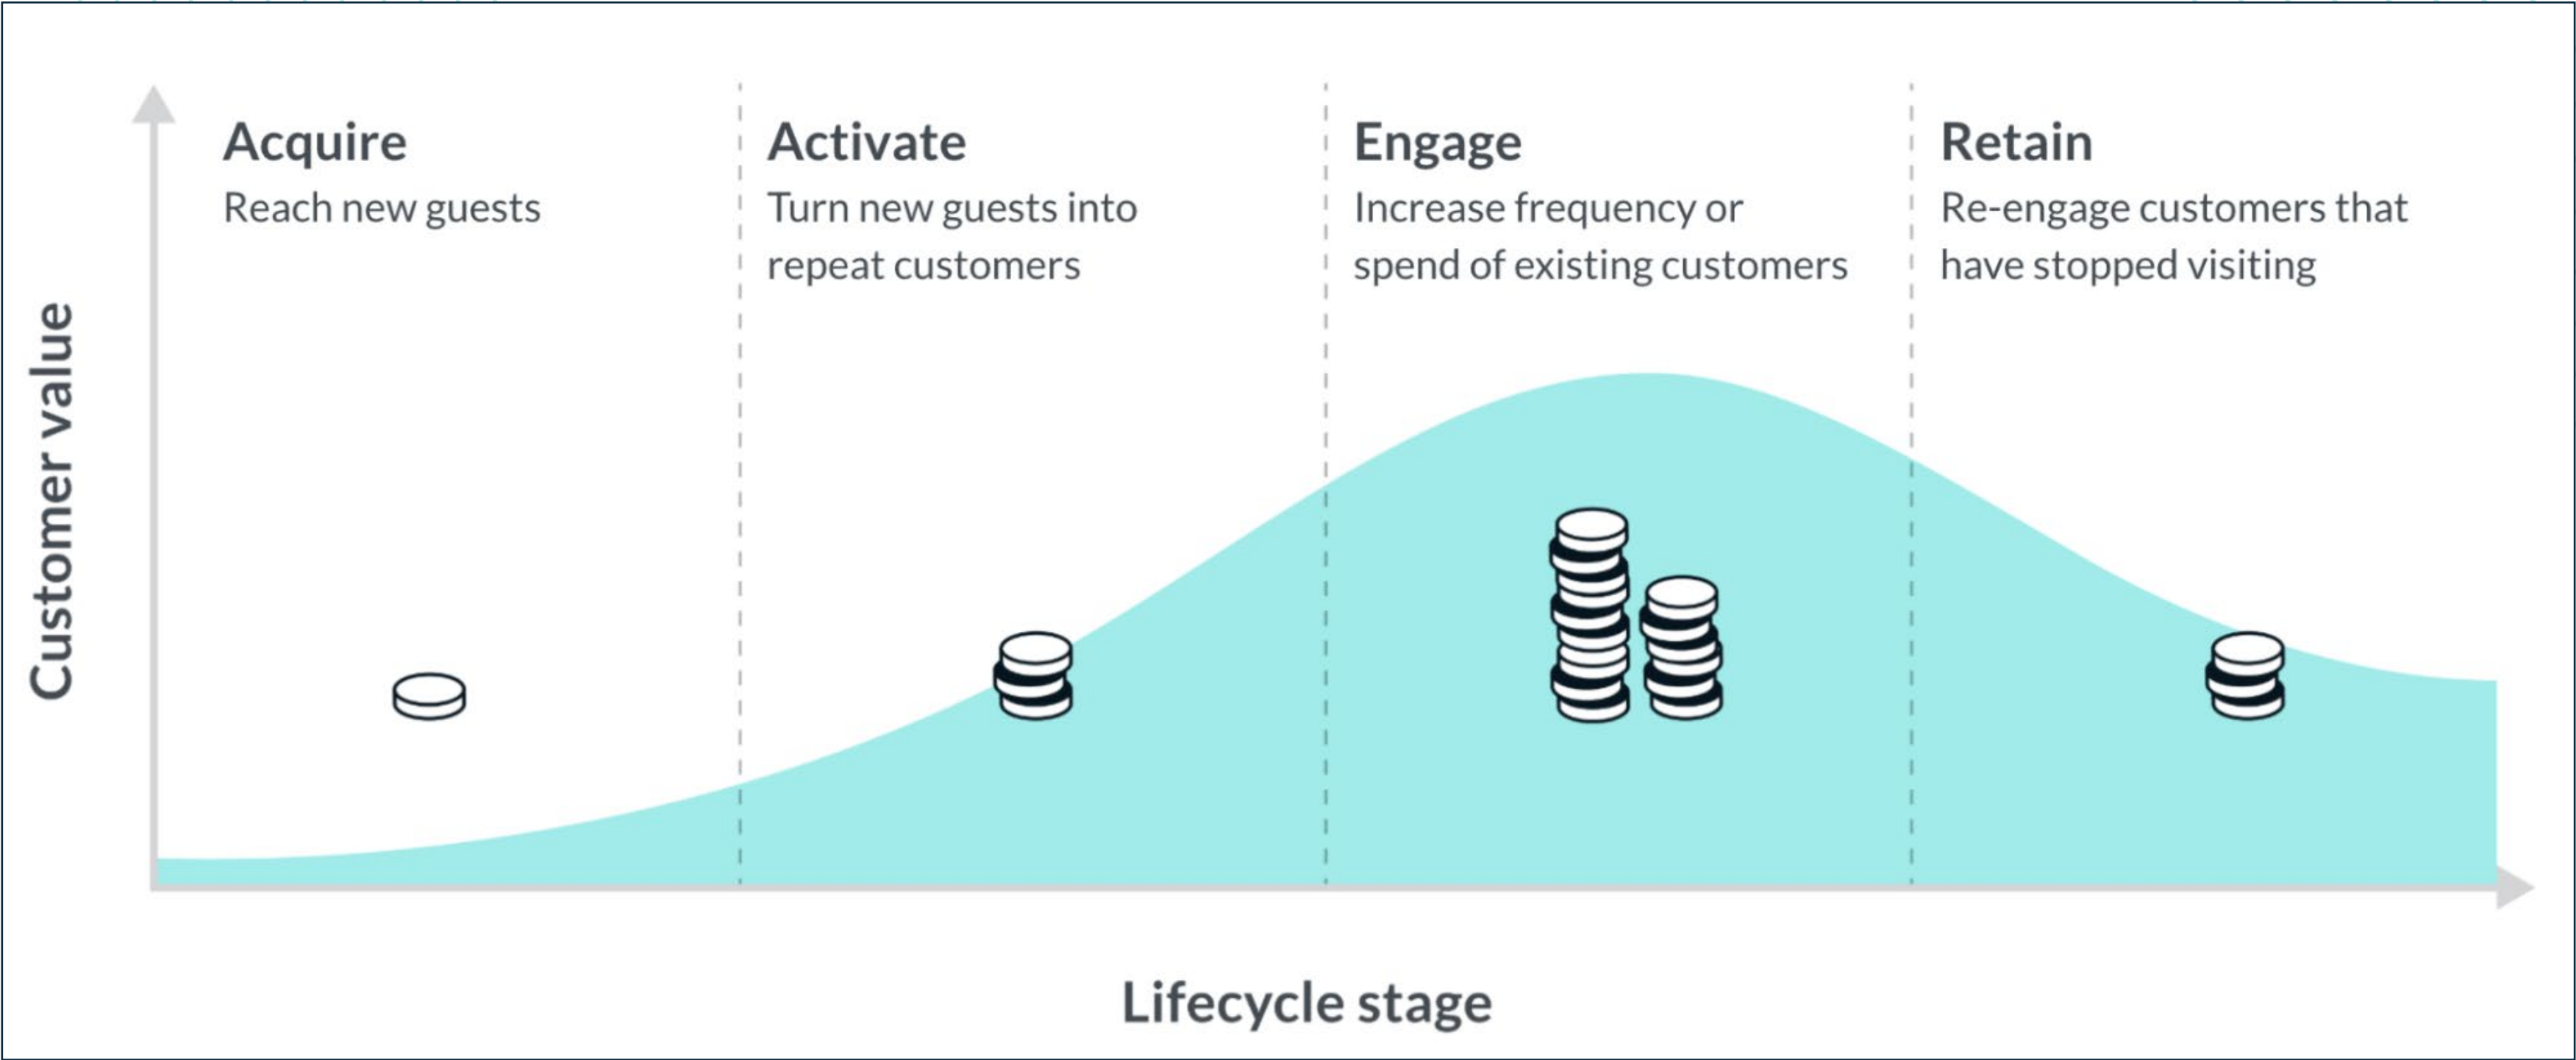 Acquire
Reach new guests
Activate
Turn new guests into
repeat customers
Engage
Increase frequency or
spend of existing customers
Retain
Re-engage customers that
have stopped visiting
Customer value
Lifecycle stage